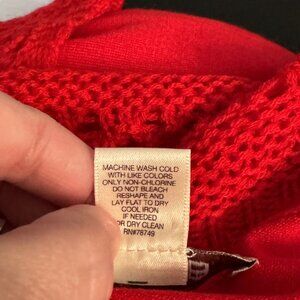 MACHINE WASH COLD
WITH LIKE COLORS
ONLY NON-CHLORINE
DO NOT BLEACH
RESHAPE AND
LAY FLAT TO DRY
COOL IRON
IF NEEDED
OR DRY CLEAN
RN#78749